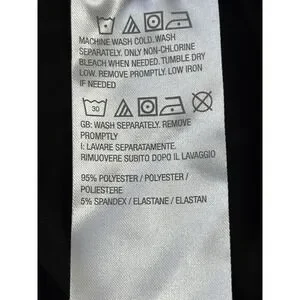 MACHINE WASH COLD. WASH
SEPARATELY. ONLY NON-CHLORINE
BLEACH WHEN NEEDED. TUMBLE DRY
LOW. REMOVE PROMPTLY. LOW IRON
IF NEEDED
30
GB: WASH SEPARATELY. REMOVE
PROMPTLY
I: LAVARE SEPARATAMENTE.
RIMUOVERE SUBITO DOPO IL LAVAGGIO
95% POLYESTER / POLYESTER /
POLIESTERE
5% SPANDEX / ELASTANE / ELASTAN